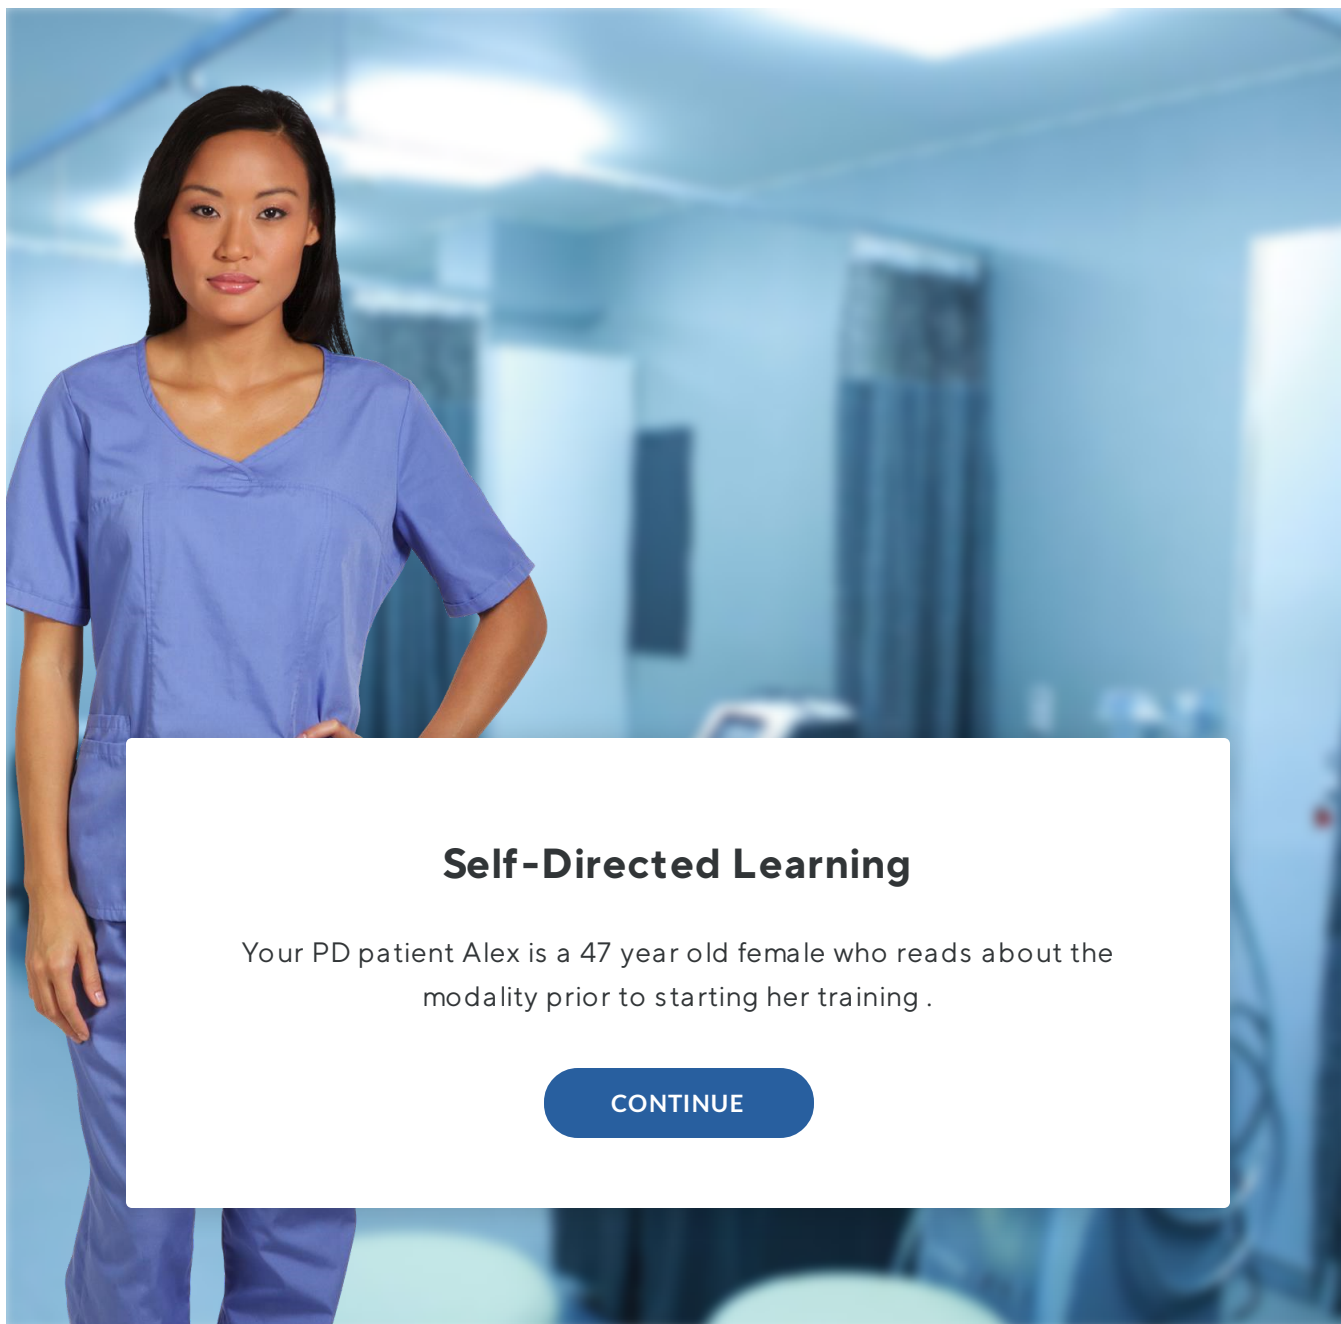 Self-Directed Learning
Your PD patient Alex is a 47 year old female who reads about the
modality prior to starting her training .
CONTINUE